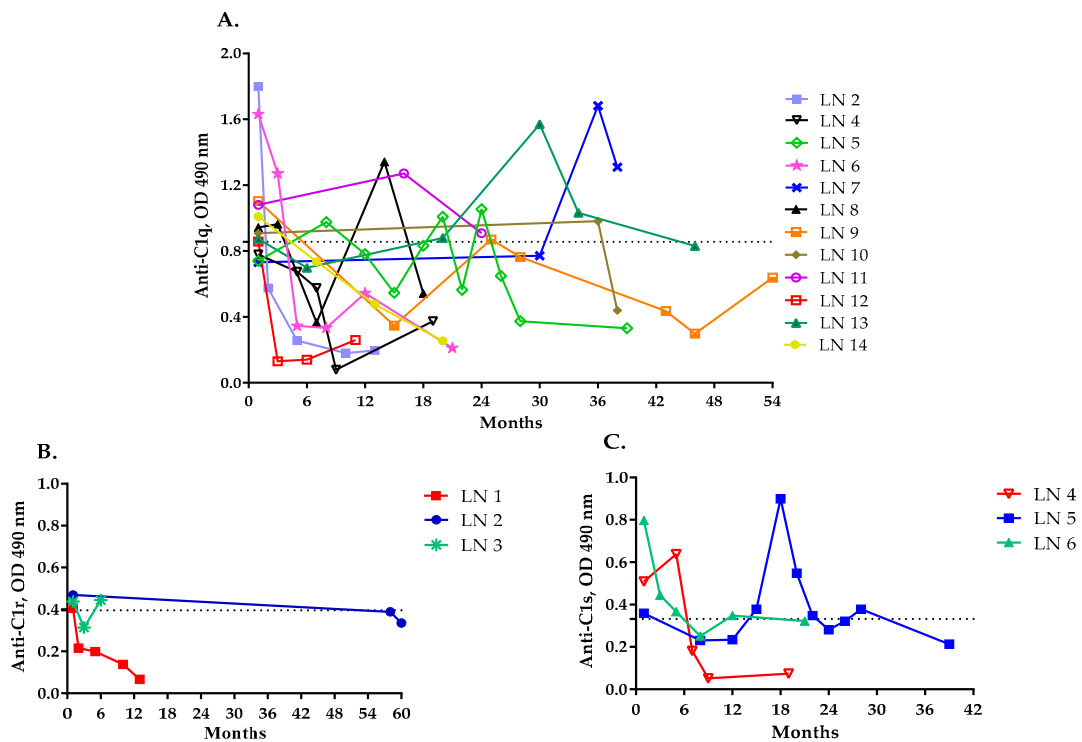 A.
Anti-C1q, OD 490 nm
2.0
1.6
1.2
0.8
0.4
0.0
0 6 12 18 24 30 36 42 48 54
Months
LN 2
LN 4
LN 5
LN 6
LN 7
LN 8
LN 9
LN 10
LN 11
LN 12
LN 13
LN 14
B.
Anti-C1r, OD 490 nm
1.0
0.8
0.6
0.4
0.2
0.0
0 6 12 18 24 30 36 42 48 54 60
Months
LN 1
LN 2
LN 3
C.
Anti-C1s, OD 490 nm
1.0
0.8
0.6
0.4
0.2
0.0
0 6 12 18 24 30 36 42
Months
LN 4
LN 5
LN 6